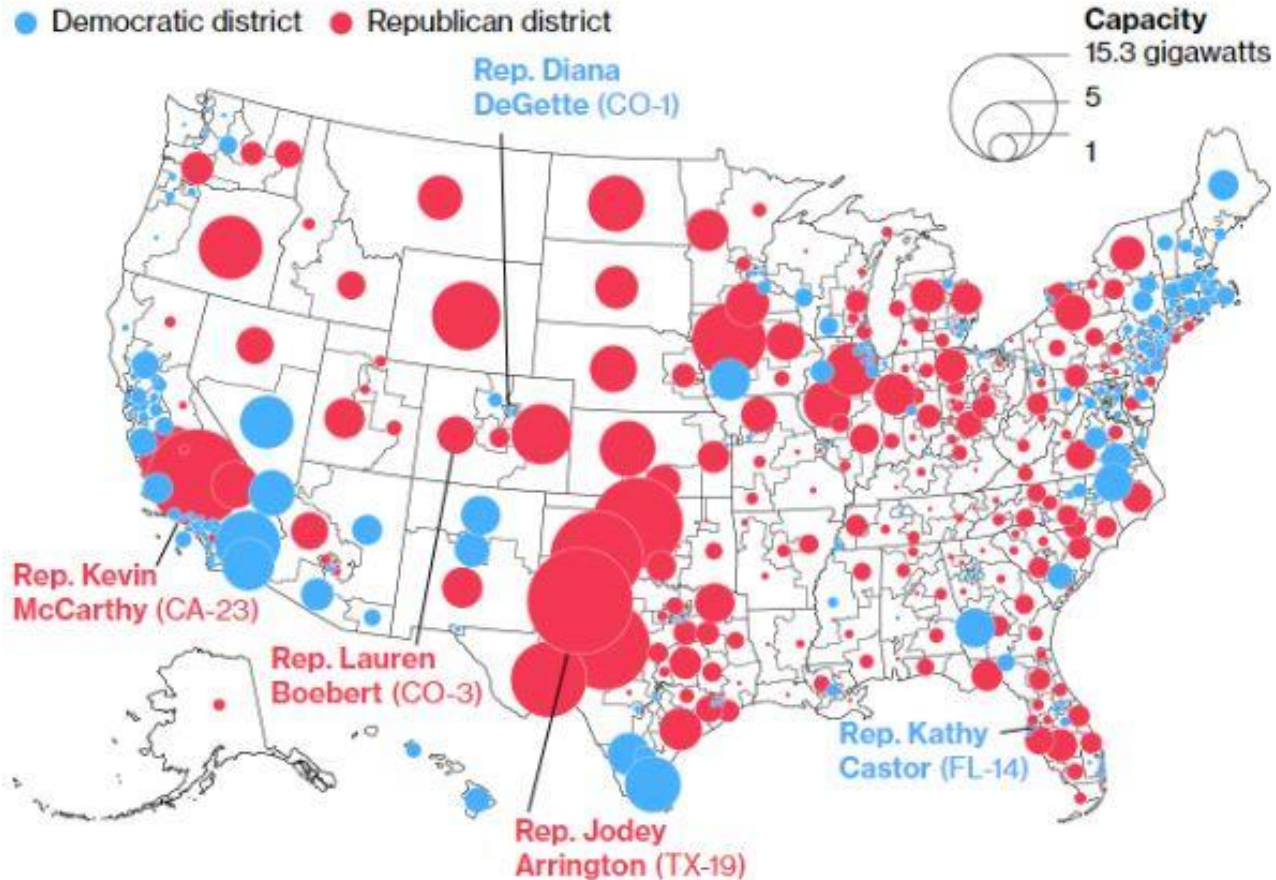 Democratic district Republican district
Capacity
15.3 gigawatts
5
1
Rep. Diana
DeGette (CO-1)
Rep. Kevin
McCarthy (CA-23)
Rep. Lauren
Boebert (CO-3)
Rep. Kathy
Castor (FL-14)
Rep. Jodey
Arrington (TX-19)